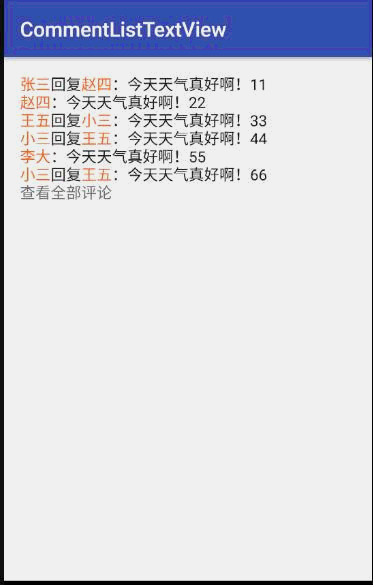 CommentListTextView
张三回复赵四：今天天气真好啊！11
赵四：今天天气真好啊！22
王五回复小三：今天天气真好啊！33
小三回复王五：今天天气真好啊！44
李大：今天天气真好啊！55
小三回复王五：今天天气真好啊！66
查看全部评论